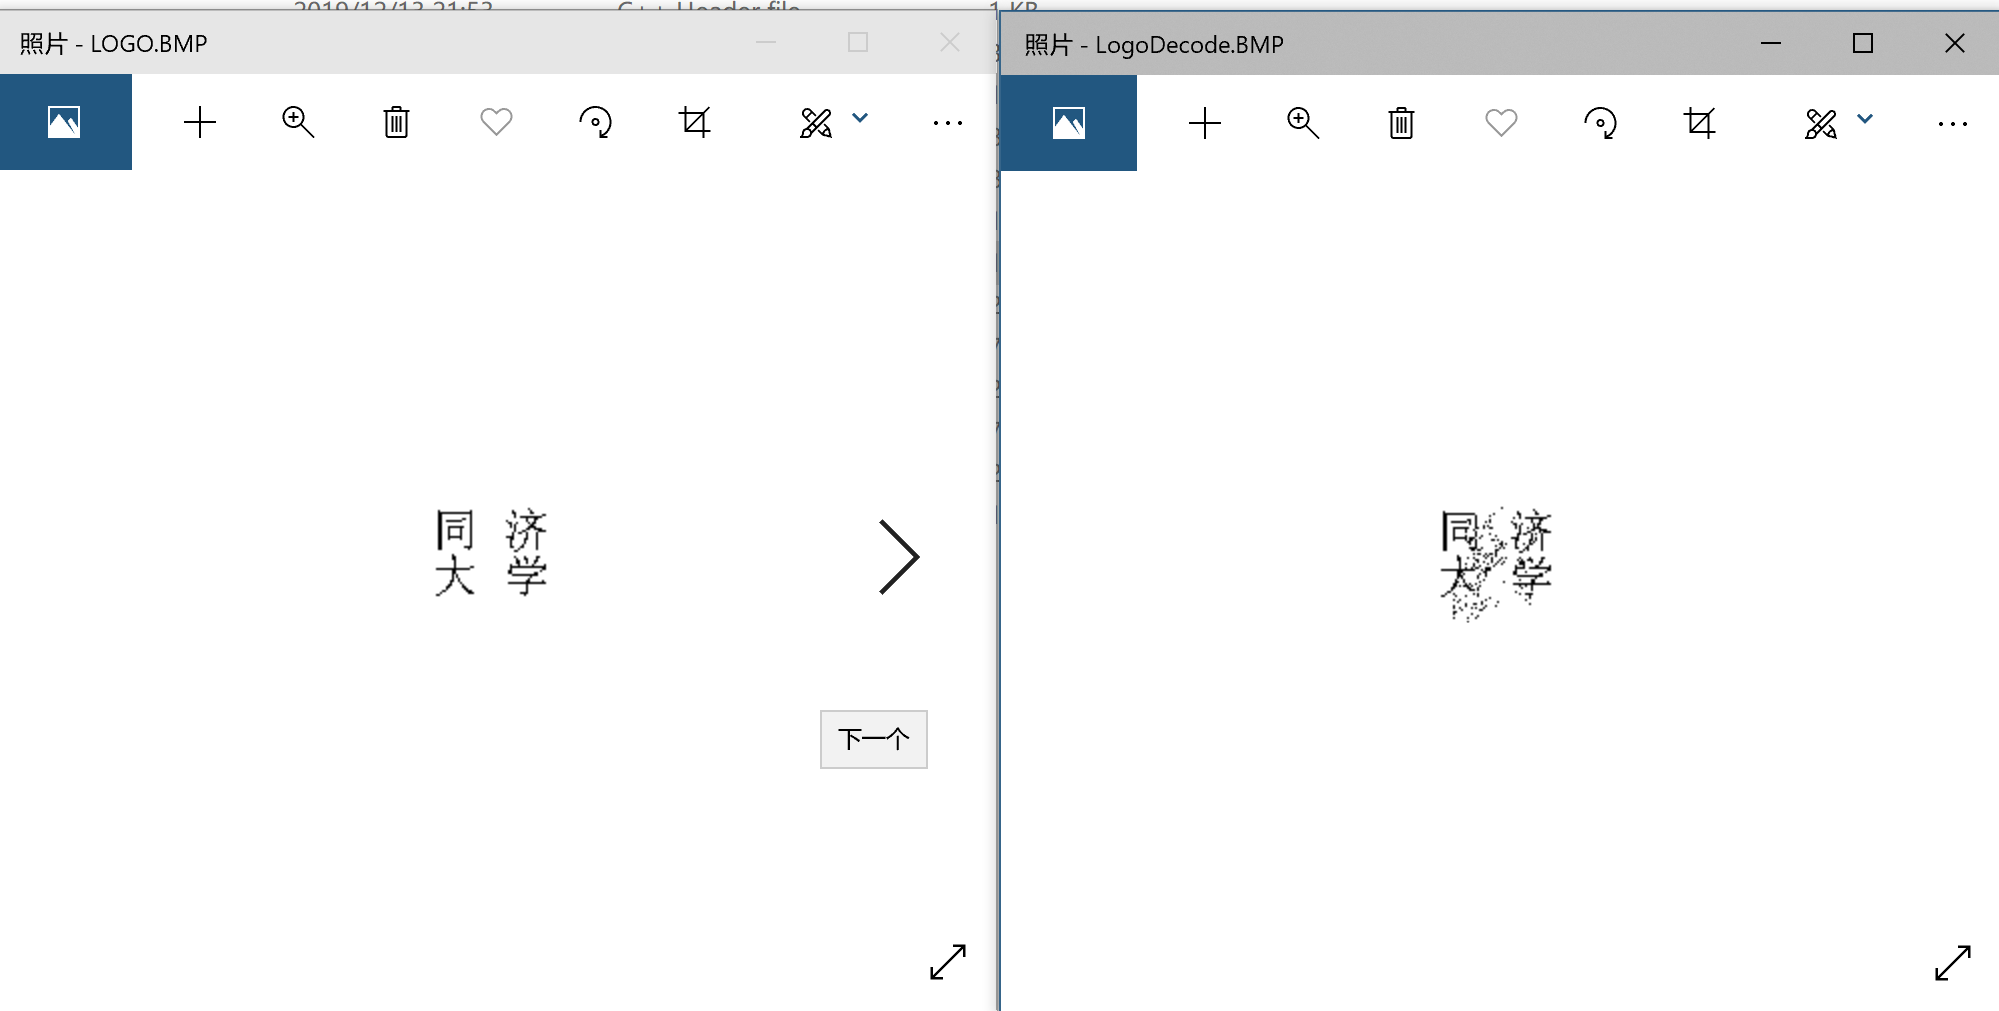 照片 - LOGO.BMP
同 济
大 学
下一个
照片 - LogoDecode.BMP
同 济
大 学